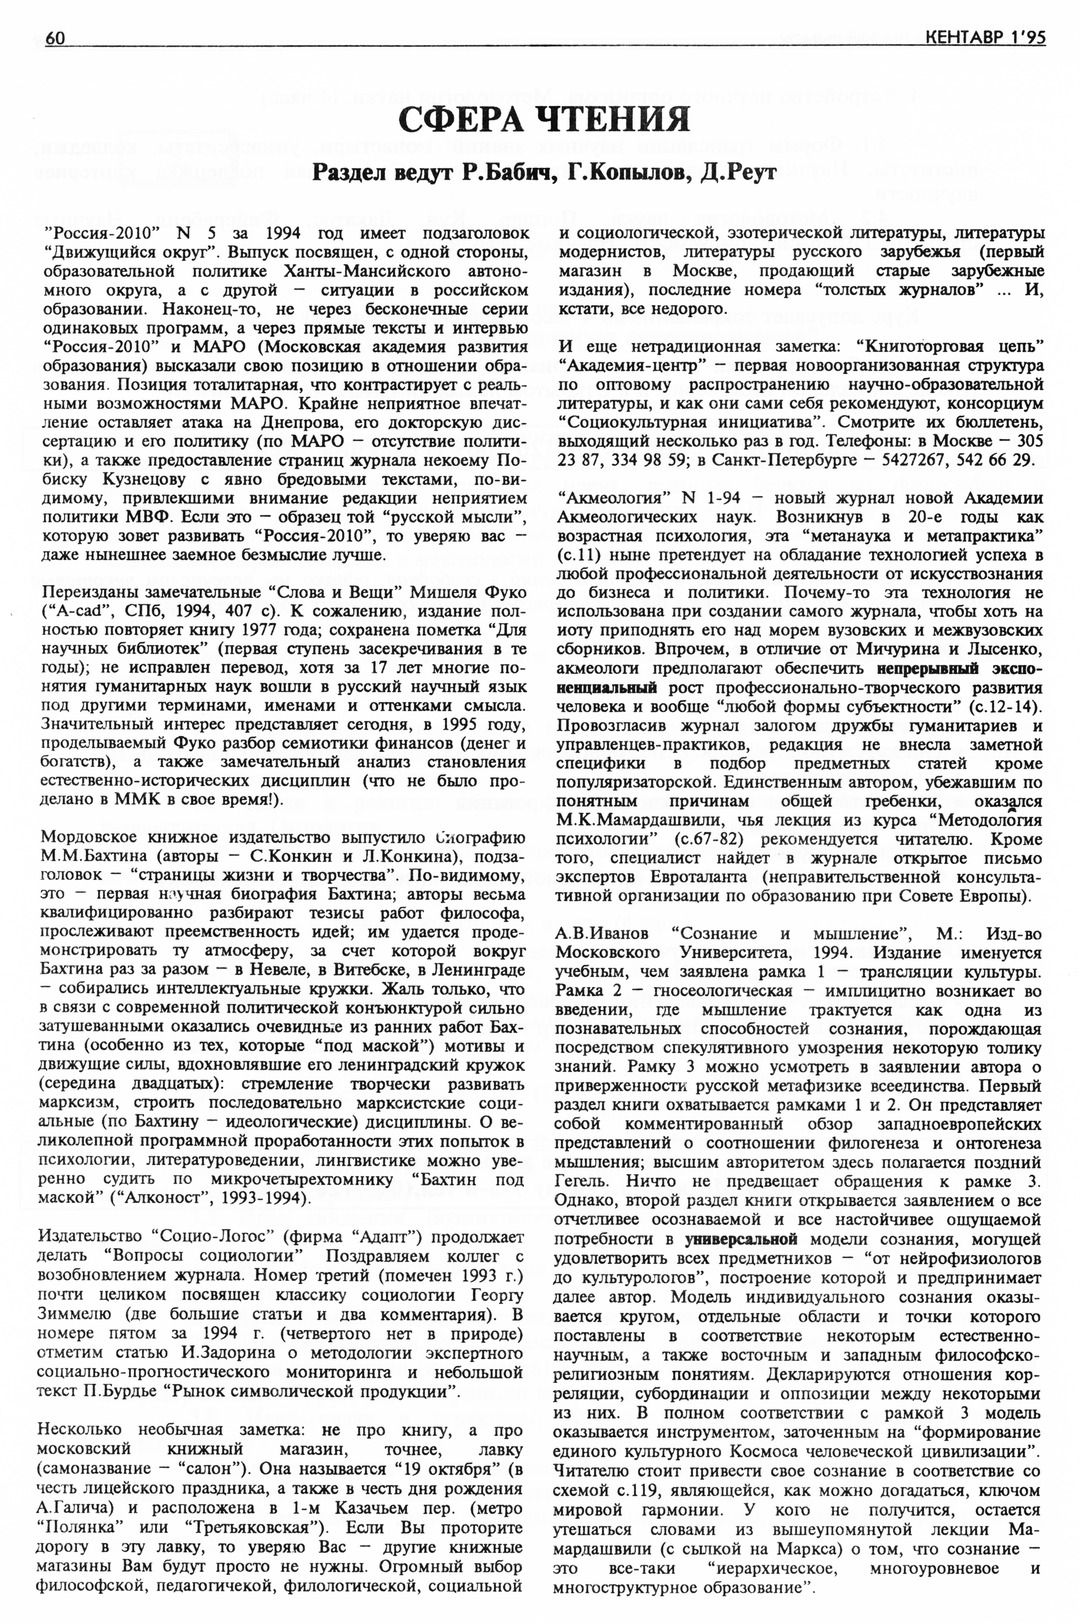 60
КЕНТАВР 1'95
СФЕРА ЧТЕНИЯ
Раздел ведут Р.Бабич, Г.Копылов, Д.Реут
”Россия-2010” N 5 за 1994 год имеет подзаголовок
“Движущийся округ”. Выпуск посвящен, с одной стороны,
образовательной политике Ханты-Мансийского автоно-
много округа, а с другой − ситуации в российском
образовании. Наконец-то, не через бесконечные серии
одинаковых программ, а через прямые тексты и интервью
“Россия-2010” и МАРО (Московская академия развития
образования) высказали свою позицию в отношении обра-
зования. Позиция тоталитарная, что контрастирует с реаль-
ными возможностями МАРО. Крайне неприятное впечат-
ление оставляет атака на Днепрова, его докторскую дис-
сертацию и его политику (по МАРО − отсутствие полити-
ки), а также предоставление страниц журнала некоему По-
биску Кузнецову с явно бредовыми текстами, по-ви-
димому, привлекшими внимание редакции неприятием
политики МВФ. Если это − образец той “русской мысли”,
которую зовет развивать “Россия-2010”, то уверяю вас −
даже нынешнее заемное безмыслие лучше.
Переизданы замечательные “Слова и Вещи” Мишеля Фуко
(“A-cad”, СПб, 1994, 407 с). К сожалению, издание пол-
ностью повторяет книгу 1977 года; сохранена пометка “Для
научных библиотек” (первая ступень засекречивания в те
годы); не исправлен перевод, хотя за 17 лет многие по-
нятия гуманитарных наук вошли в русский научный язык
под другими терминами, именами и оттенками смысла.
Значительный интерес представляет сегодня, в 1995 году,
проделываемый Фуко разбор семиотики финансов (денег и
богатств), а также замечательный анализ становления
естественно-исторических дисциплин (что не было про-
делано в ММК в свое время!).
Мордовское книжное издательство выпустило биографию
М.М.Бахтина (авторы − С.Конкин и Л.Конкина), подза-
головок − “страницы жизни и творчества”. По-видимому,
это − первая научная биография Бахтина; авторы весьма
квалифицированно разбирают тезисы работ философа,
прослеживают преемственность идей; им удается проде-
монстрировать ту атмосферу, за счет которой вокруг
Бахтина раз за разом − в Невеле, в Витебске, в Ленинграде
− собирались интеллектуальные кружки. Жаль только, что
в связи с современной политической конъюнктурой сильно
затушеванными оказались очевидные из ранних работ Бах-
тина (особенно из тех, которые “под маской”) мотивы и
движущие силы, вдохновлявшие его ленинградский кружок
(середина двадцатых): стремление творчески развивать
марксизм, строить последовательно марксистские соци-
альные (по Бахтину − идеологические) дисциплины. О ве-
ликолепной программной проработанности этих попыток в
психологии, литературоведении, лингвистике можно уве-
ренно судить по микрочетырехтомнику “Бахтин под
маской” (“Алконост”, 1993-1994).
Издательство “Социо-Логос” (фирма “Адапт”) продолжает
делать “Вопросы социологии” Поздравляем коллег с
возобновлением журнала. Номер третий (помечен 1993 г.)
почти целиком посвящен классику социологии Георгу
Зиммелю (две большие статьи и два комментария). В
номере пятом за 1994 г. (четвертого нет в природе)
отметим статью И.Задорина о методологии экспертного
социально-прогностического мониторинга и небольшой
текст П.Бурдье “Рынок символической продукции”.
Несколько необычная заметка: не про книгу, а про
московский книжный магазин, точнее, лавку
(самоназвание − “салон”). Она называется “19 октября” (в
честь лицейского праздника, а также в честь дня рождения
А.Галича) и расположена в 1-м Казачьем пер. (метро
“Полянка” или “Третьяковская”). Если Вы проторите
дорогу в эту лавку, то уверяю Вас − другие книжные
магазины Вам будут просто не нужны. Огромный выбор
философской, педагогичекой, филологической, социальной
и социологической, эзотерической литературы, литературы
модернистов, литературы русского зарубежья (первый
магазин в Москве, продающий старые зарубежные
издания), последние номера “толстых журналов” ... И,
кстати, все недорого.
И еще нетрадиционная заметка: “Книготорговая цепь”
“Академия-центр” − первая новоорганизованная структура
по оптовому распространению научно-образовательной
литературы, и как они сами себя рекомендуют, консорциум
“Социокультурная инициатива”. Смотрите их бюллетень,
выходящий несколько раз в год. Телефоны: в Москве − 305
23 87, 334 98 59; в Санкт-Петербурге − 5427267, 542 66 29.
“Акмеология” N 1-94 − новый журнал новой Академии
Акмеологических наук. Возникнув в 20-е годы как
возрастная психология, эта “метанаука и метапрактика”
(с.11) ныне претендует на обладание технологией успеха в
любой профессиональной деятельности от искусствознания
до бизнеса и политики. Почему-то эта технология не
использована при создании самого журнала, чтобы хоть на
иоту приподнять его над морем вузовских и межвузовских
сборников. Впрочем, в отличие от Мичурина и Лысенко,
акмеологи предполагают обеспечить непрерывный экспо-
ненциальный рост профессионально-творческого развития
человека и вообще “любой формы субъектности” (с.12-14).
Провозгласив журнал залогом дружбы гуманитариев и
управленцев-практиков, редакция не внесла заметной
специфики в подбор предметных статей кроме
популяризаторской. Единственным автором, убежавшим по
понятным причинам общей гребенки, оказался
М.К.Мамардашвили, чья лекция из курса “Методология
психологии” (с.67-82) рекомендуется читателю. Кроме
того, специалист найдет в журнале открытое письмо
экспертов Евроталанта (неправительственной консульта-
тивной организации по образованию при Совете Европы).
А.В.Иванов “Сознание и мышление”, М.: Изд-во
Московского Университета, 1994. Издание именуется
учебным, чем заявлена рамка 1 − трансляции культуры.
Рамка 2 − гносеологическая − имплицитно возникает во
введении, где мышление трактуется как одна из
познавательных способностей сознания, порождающая
посредством спекулятивного умозрения некоторую толику
знаний. Рамку 3 можно усмотреть в заявлении автора о
приверженности русской метафизике всеединства. Первый
раздел книги охватывается рамками 1 и 2. Он представляет
собой комментированный обзор западноевропейских
представлений о соотношении филогенеза и онтогенеза
мышления; высшим авторитетом здесь полагается поздний
Гегель. Ничто не предвещает обращения к рамке 3.
Однако, второй раздел книги открывается заявлением о все
отчетливее осознаваемой и все настойчивее ощущаемой
потребности в универсальной модели сознания, могущей
удовлетворить всех предметников − “от нейрофизиологов
до культурологов”, построение которой и предпринимает
далее автор. Модель индивидуального сознания оказы-
вается кругом, отдельные области и точки которого
поставлены в соответствие некоторым естественно-
научным, а также восточным и западным философско-
религиозным понятиям. Декларируются отношения кор-
реляции, субординации и оппозиции между некоторыми
из них. В полном соответствии с рамкой 3 модель
оказывается инструментом, заточенным на “формирование
единого культурного Космоса человеческой цивилизации”.
Читателю стоит привести свое сознание в соответствие со
схемой с.119, являющейся, как можно догадаться, ключом
мировой гармонии. У кого не получится, остается
утешаться словами из вышеупомянутой лекции Ма-
мардашвили (с сылкой на Маркса) о том, что сознание −
это все-таки “иерархическое, многоуровневое и
многоструктурное образование”.